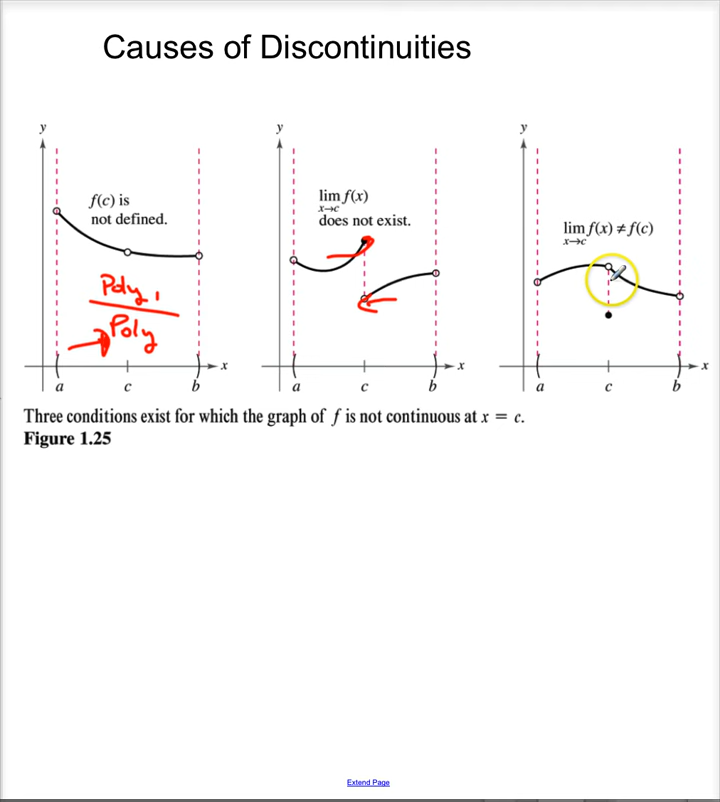 Causes of Discontinuities
y
f(c) is
not defined.
Poly
Poly
a
c
b
x
y
lim f(x)
x→c
does not exist.
a
c
b
x
y
lim f(x) ≠ f(c)
x→c
a
c
b
x
Three conditions exist for which the graph of f is not continuous at x = c.
Figure 1.25
Extend Page